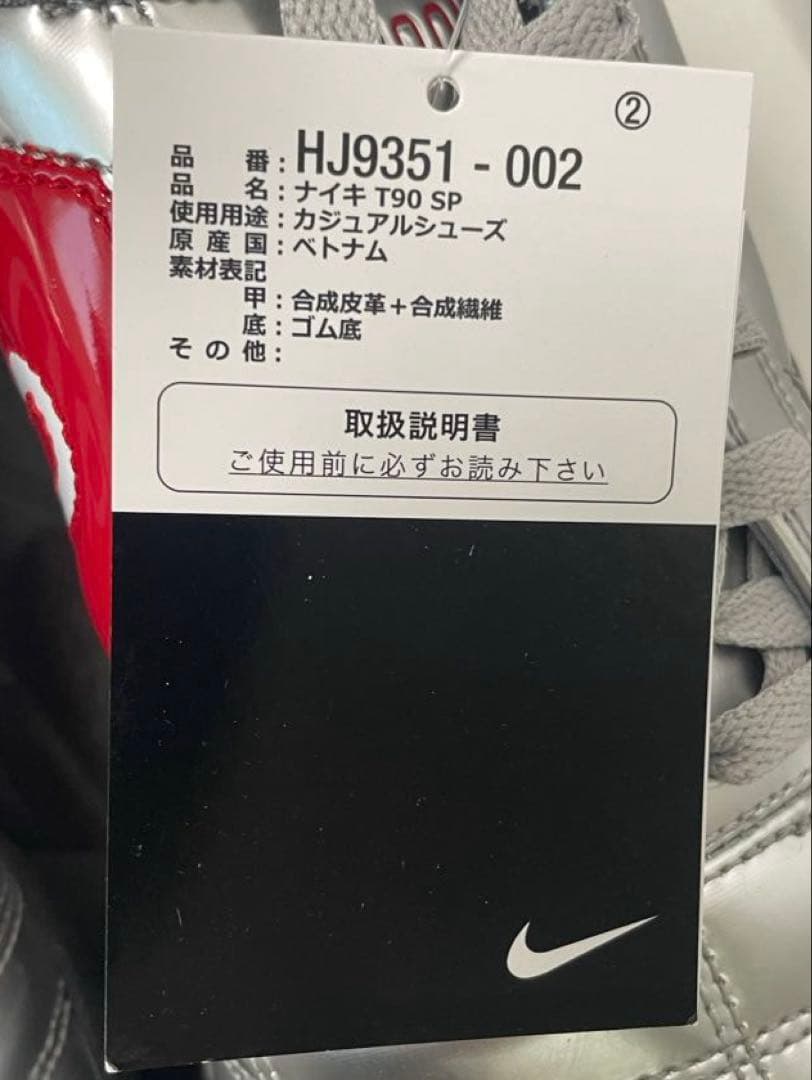 ②
品 番：HJ9351 - 002
品 名：ナイキ T90 SP
使用用途：カジュアルシューズ
原 産 国：ベトナム
素材表記
甲：合成皮革＋合成繊維
底：ゴム底
そ の 他：
取扱説明書
ご使用前に必ずお読み下さい